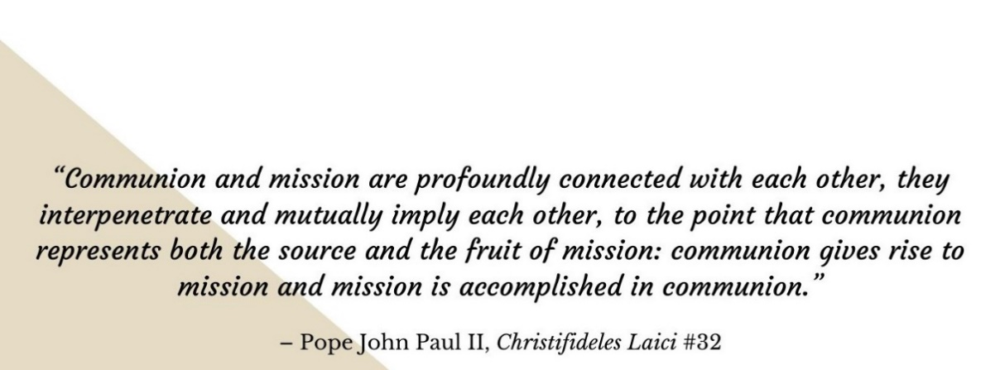 “Communion and mission are profoundly connected with each other, they
interpenetrate and mutually imply each other, to the point that communion
represents both the source and the fruit of mission: communion gives rise to
mission and mission is accomplished in communion.”
– Pope John Paul II, Christifideles Laici #32